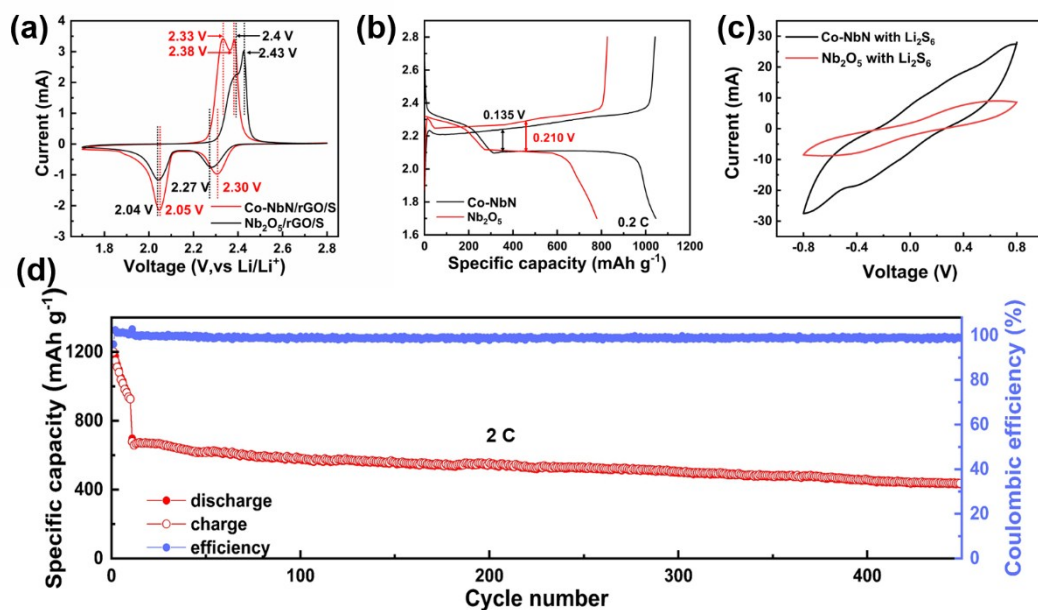 (a)
2.33 V
2.4 V
2.38 V
2.43 V
2.27 V
2.30 V
2.04 V
2.05 V
Co-NbN/rGO/S
Nb₂O₅/rGO/S
Current (mA)
4
3
2
1
0
-1
-2
-3
2.0
2.2
2.4
2.6
2.8
Voltage (V,vs Li/Li⁺)
(b)
2.8
2.6
2.4
2.2
2.0
1.8
1.6
0.135 V
0.210 V
Co-NbN
Nb₂O₅
0.2 C
0
200
400
600
800
1000
1200
Specific capacity (mAh g⁻¹)
(c)
Co-NbN with Li₂S₆
Nb₂O₅ with Li₂S₆
Current (mA)
30
20
10
0
-10
-20
-30
-0.8
-0.4
0.0
0.4
0.8
Voltage (V)
(d)
Specific capacity (mAh g⁻¹)
1200
800
400
0
2 C
discharge
charge
efficiency
100
80
60
40
20
0
Coulombic efficiency (%)
0
100
200
300
400
Cycle number